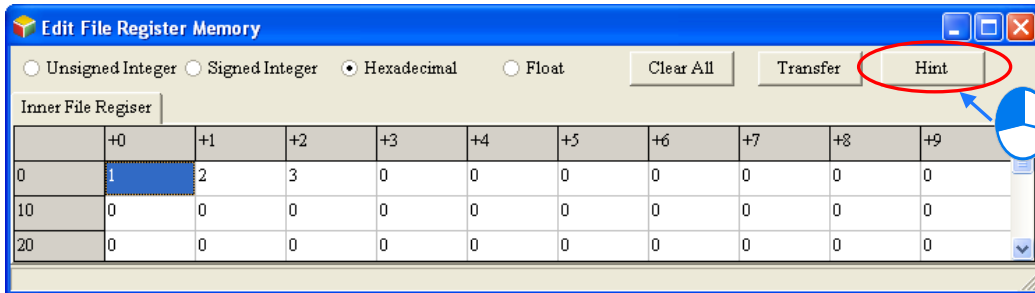 Edit File Register Memory
Unsigned Integer Signed Integer Hexadecimal Float Clear All Transfer Hint
Inner File Regiser
+0 +1 +2 +3 +4 +5 +6 +7 +8 +9
0 1 2 3 0 0 0 0 0 0 0
10 0 0 0 0 0 0 0 0 0 0
20 0 0 0 0 0 0 0 0 0 0